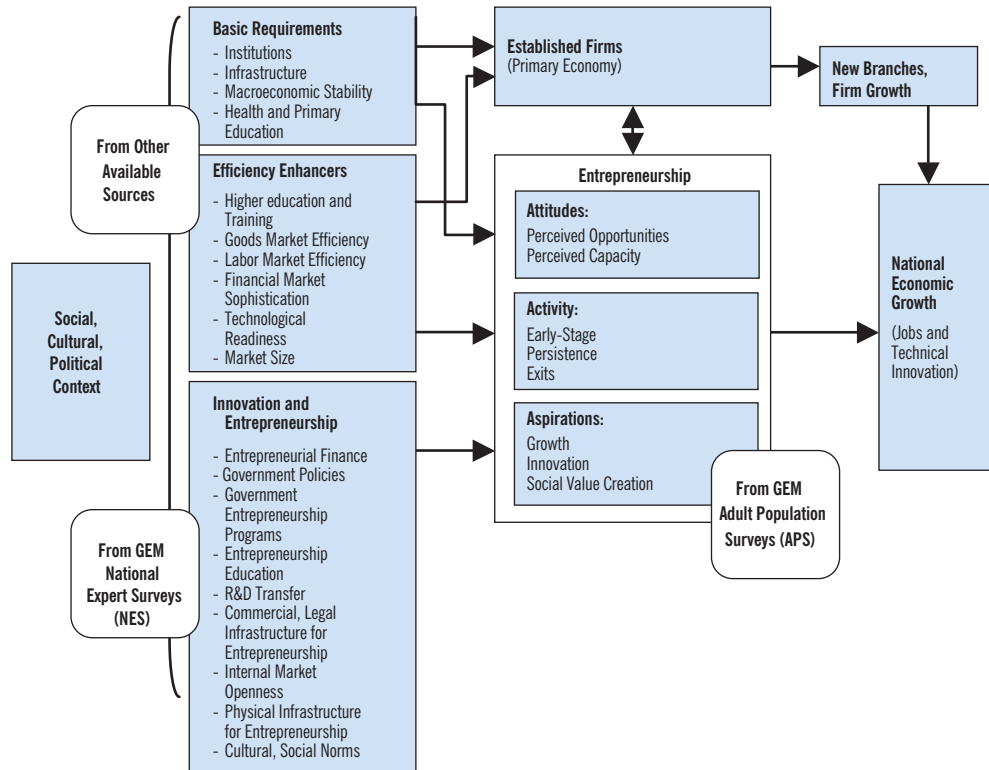 Social,
Cultural,
Political
Context
From Other
Available
Sources
From GEM
National
Expert Surveys
(NES)
Basic Requirements
- Institutions
- Infrastructure
- Macroeconomic Stability
- Health and Primary
Education
Efficiency Enhancers
- Higher education and
Training
- Goods Market Efficiency
- Labor Market Efficiency
- Financial Market
Sophistication
- Technological
Readiness
- Market Size
Innovation and
Entrepreneurship
- Entrepreneurial Finance
- Government Policies
- Government
Entrepreneurship
Programs
- Entrepreneurship
Education
- R&D Transfer
- Commercial, Legal
Infrastructure for
Entrepreneurship
- Internal Market
Openness
- Physical Infrastructure
for Entrepreneurship
- Cultural, Social Norms
Established Firms
(Primary Economy)
Entrepreneurship
Attitudes:
Perceived Opportunities
Perceived Capacity
Activity:
Early-Stage
Persistence
Exits
Aspirations:
Growth
Innovation
Social Value Creation
From GEM
Adult Population
Surveys (APS)
New Branches,
Firm Growth
National
Economic
Growth
(Jobs and
Technical
Innovation)